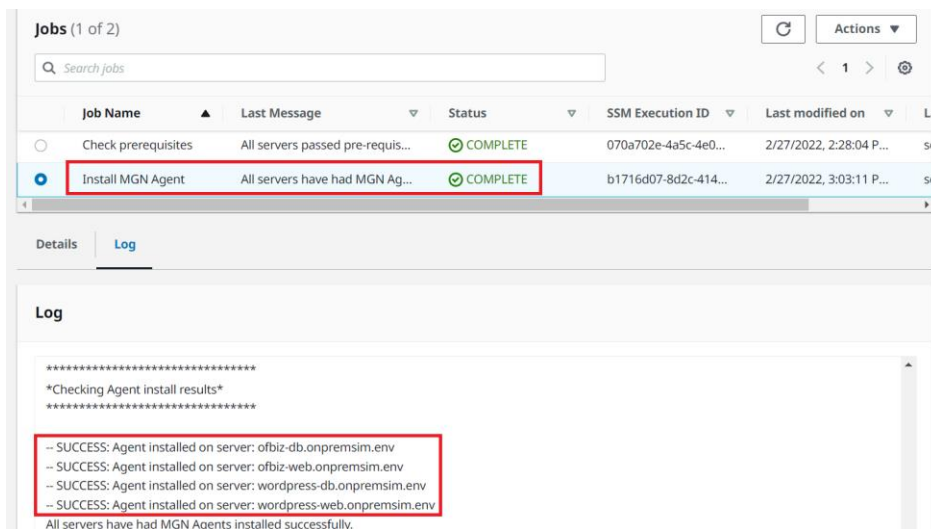 Jobs (1 of 2)
Actions
Search jobs
1
Job Name Last Message Status SSM Execution ID Last modified on L
Check prerequisites All servers passed pre-requis... COMPLETE 070a702e-4a5c-4e0... 2/27/2022, 2:28:04 P... s
Install MGN Agent All servers have had MGN Ag... COMPLETE b1716d07-8d2c-414... 2/27/2022, 3:03:11 P... s
Details Log
Log
********************************
*Checking Agent install results*
********************************
-- SUCCESS: Agent installed on server: ofbiz-db.onpremsim.env
-- SUCCESS: Agent installed on server: ofbiz-web.onpremsim.env
-- SUCCESS: Agent installed on server: wordpress-db.onpremsim.env
-- SUCCESS: Agent installed on server: wordpress-web.onpremsim.env
All servers have had MGN Agents installed successfully.